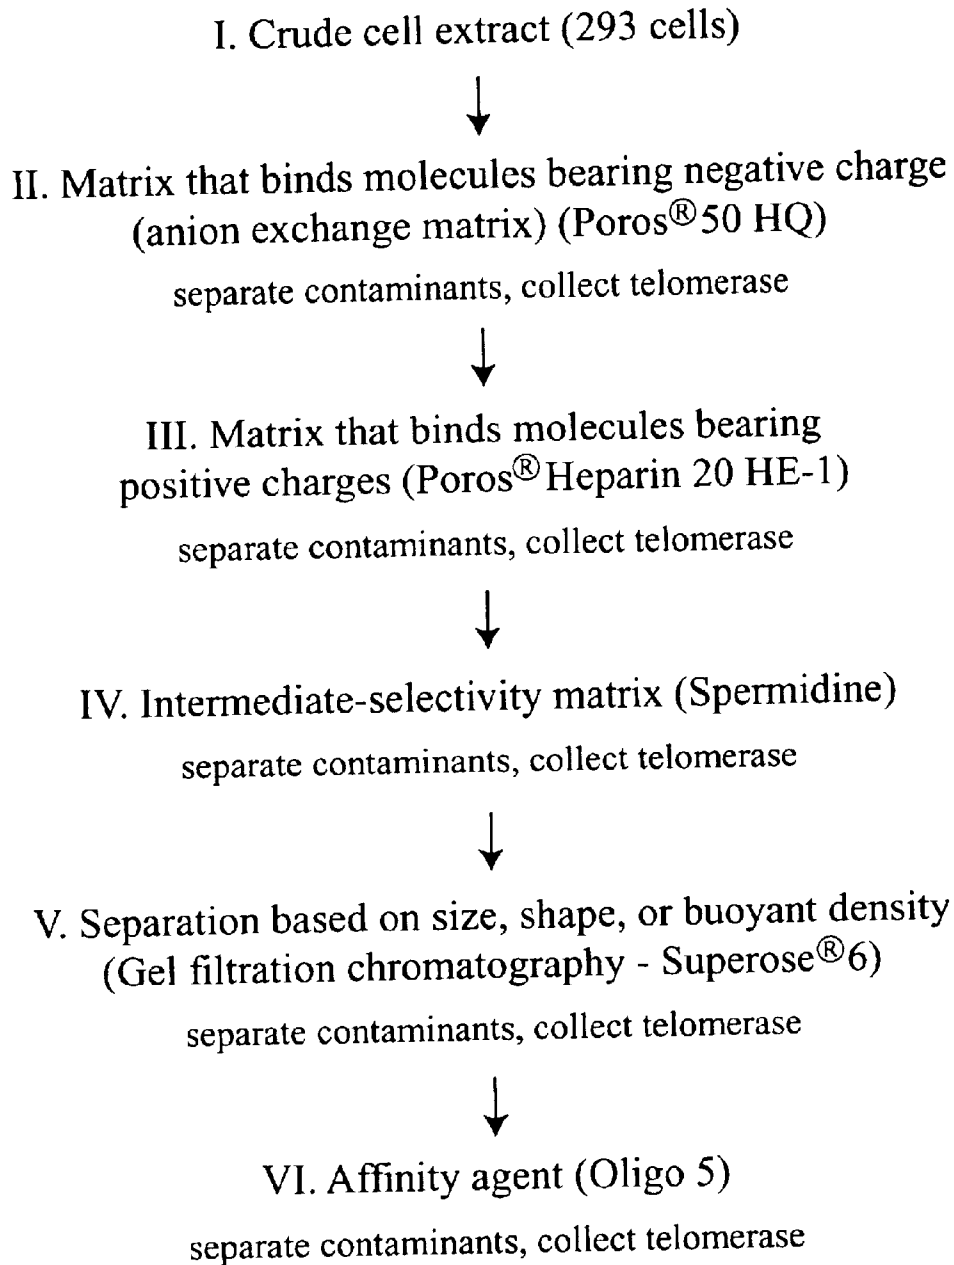 I. Crude cell extract (293 cells)
II. Matrix that binds molecules bearing negative charge
(anion exchange matrix) (Poros®50 HQ)
separate contaminants, collect telomerase
III. Matrix that binds molecules bearing
positive charges (Poros®Heparin 20 HE-1)
separate contaminants, collect telomerase
IV. Intermediate-selectivity matrix (Spermidine)
separate contaminants, collect telomerase
V. Separation based on size, shape, or buoyant density
(Gel filtration chromatography - Superose®6)
separate contaminants, collect telomerase
VI. Affinity agent (Oligo 5)
separate contaminants, collect telomerase